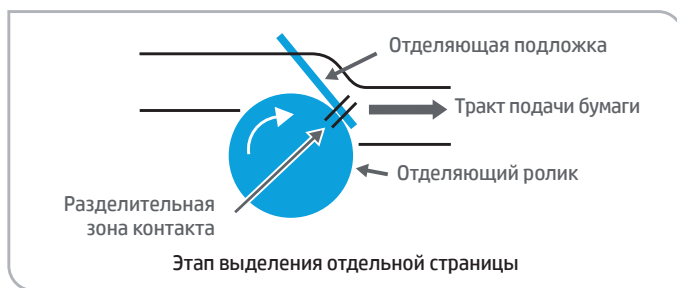 Отделяющая подложка
Тракт подачи бумаги
Отделяющий ролик
Разделительная
зона контакта
Этап выделения отдельной страницы